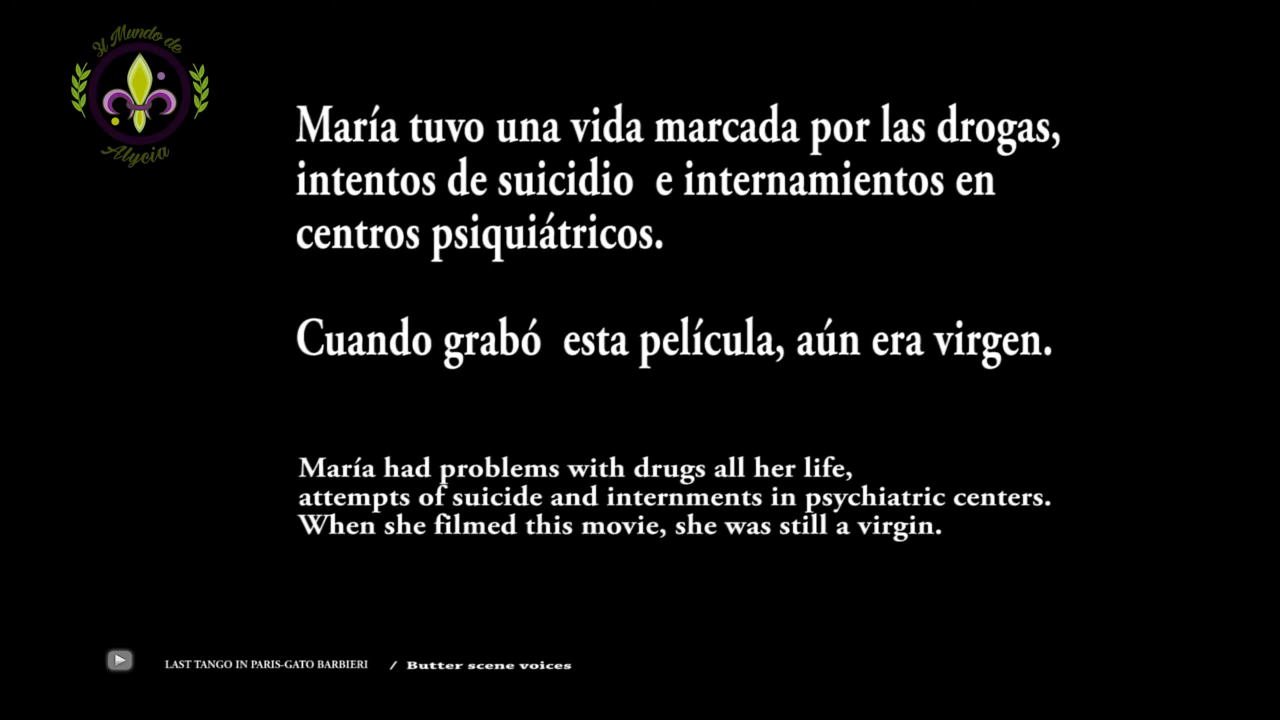 El Mundo de
Alycia
María tuvo una vida marcada por las drogas,
intentos de suicidio e internamientos en
centros psiquiátricos.
Cuando grabó esta película, aún era virgen.
María had problems with drugs all her life,
attempts of suicide and internments in psychiatric centers.
When she filmed this movie, she was still a virgin.
LAST TANGO IN PARIS-GATO BARBIERI / Butter scene voices